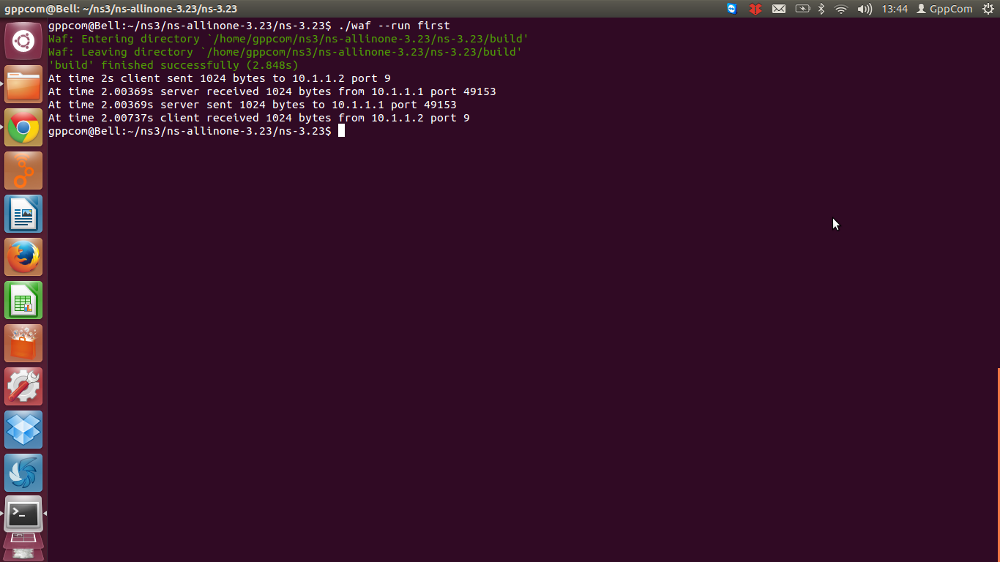 gppcom@Bell: ~/ns3/ns-allinone-3.23/ns-3.23
13:44
GppCom
gppcom@Bell:~/ns3/ns-allinone-3.23/ns-3.23$ ./waf --run first
Waf: Entering directory `/home/gppcom/ns3/ns-allinone-3.23/ns-3.23/build'
Waf: Leaving directory `/home/gppcom/ns3/ns-allinone-3.23/ns-3.23/build'
'build' finished successfully (2.848s)
At time 2s client sent 1024 bytes to 10.1.1.2 port 9
At time 2.00369s server received 1024 bytes from 10.1.1.1 port 49153
At time 2.00369s server sent 1024 bytes to 10.1.1.1 port 49153
At time 2.00737s client received 1024 bytes from 10.1.1.2 port 9
gppcom@Bell:~/ns3/ns-allinone-3.23/ns-3.23$